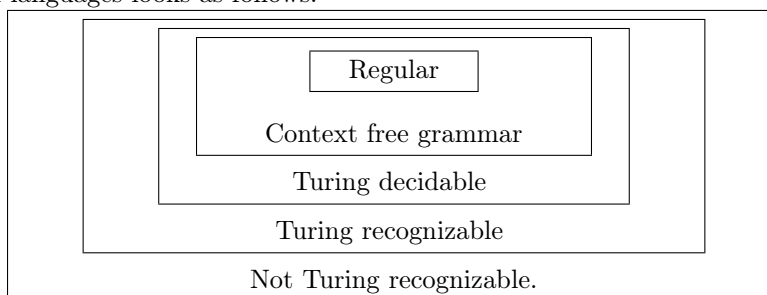 languages looks as follows.
Regular
Context free grammar
Turing decidable
Turing recognizable
Not Turing recognizable.